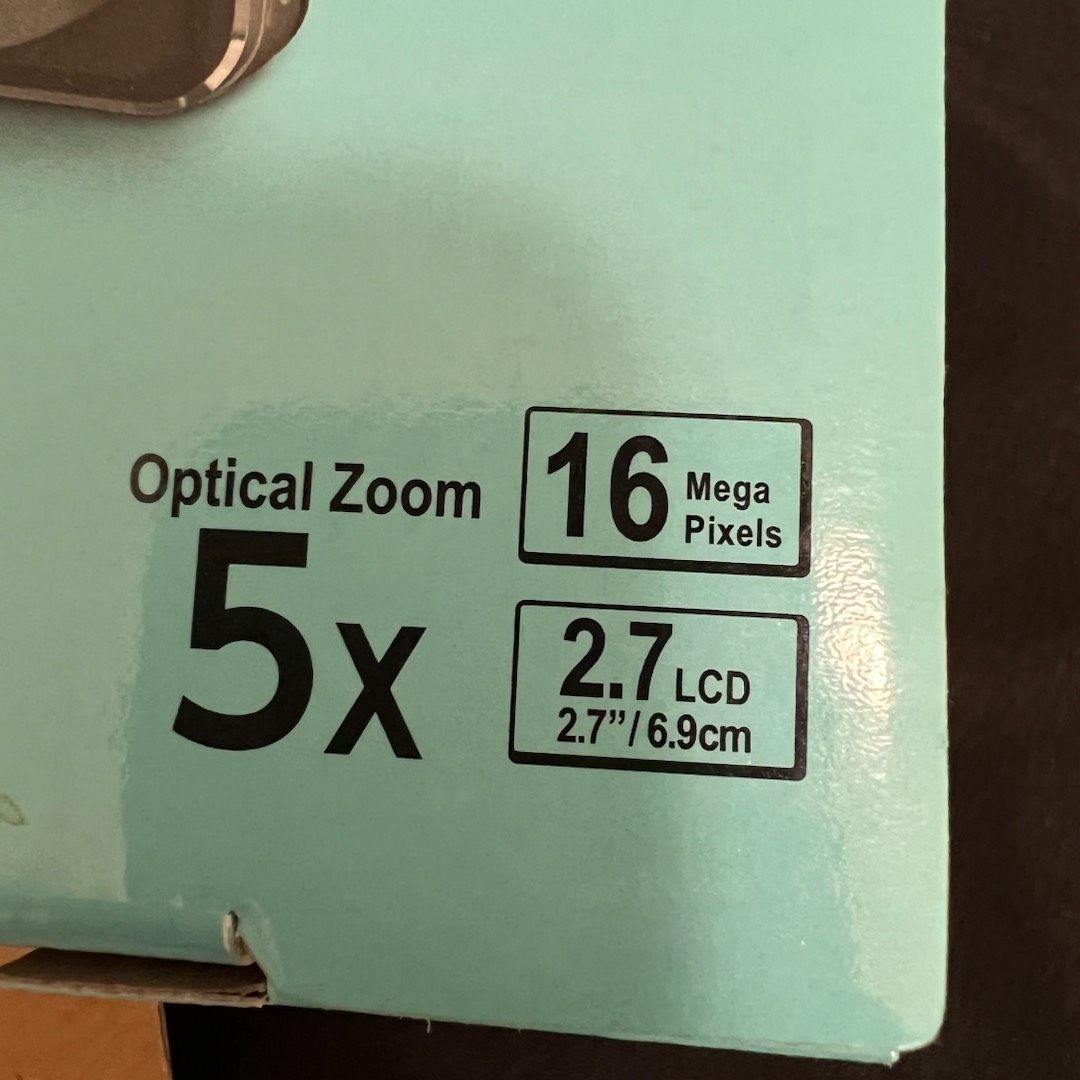 Optical Zoom
5x
16 Mega
Pixels
2.7 LCD
2.7”/6.9cm